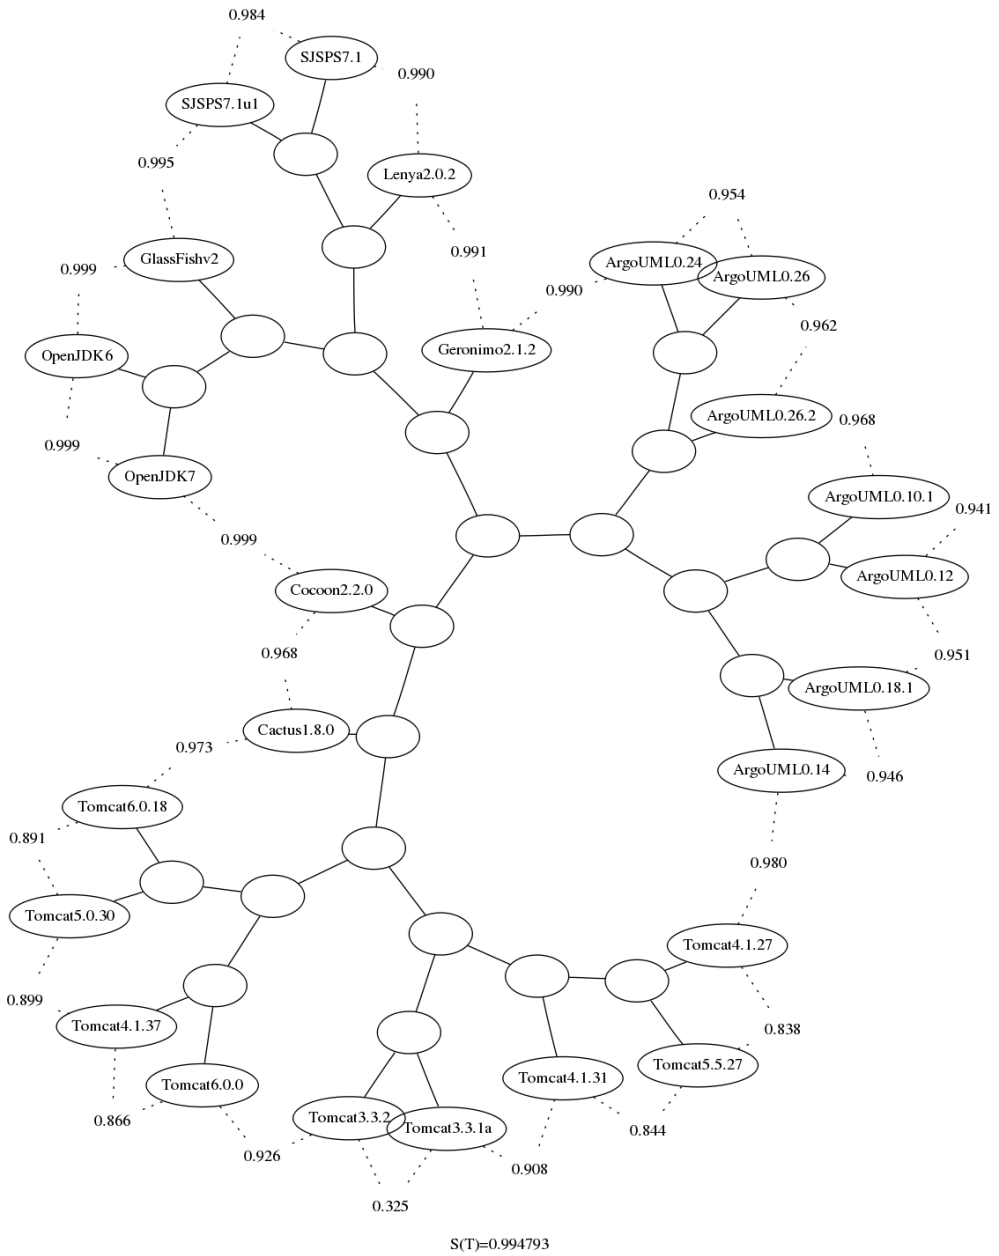 0.984
SJSPS7.1
0.990
SJSPS7.1u1
0.995
Lenya2.0.2
0.954
0.991
GlassFishv2
ArgoUML0.24
0.999
ArgoUML0.26
0.990
0.962
OpenJDK6
Geronimo2.1.2
ArgoUML0.26.2
0.968
0.999
OpenJDK7
ArgoUML0.10.1
0.941
0.999
ArgoUML0.12
Cocoon2.2.0
0.968
0.951
ArgoUML0.18.1
Cactus1.8.0
0.973
ArgoUML0.14
0.946
Tomcat6.0.18
0.891
0.980
Tomcat5.0.30
Tomcat4.1.27
0.899
Tomcat4.1.37
0.838
Tomcat5.5.27
Tomcat4.1.31
Tomcat6.0.0
Tomcat3.3.2
0.866
Tomcat3.3.1a
0.844
0.926
0.908
0.325
S(T)=0.994793